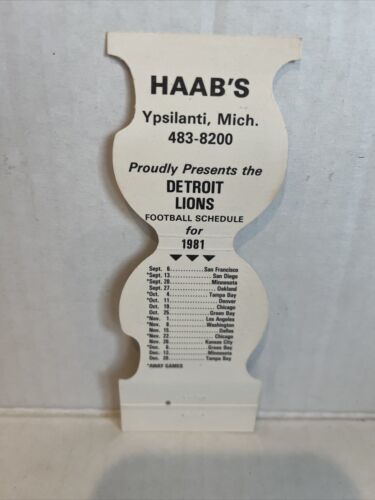 HAAB'S
Ypsilanti, Mich.
483-8200
Proudly Presents the
DETROIT
LIONS
FOOTBALL SCHEDULE
for
1981
Sept. 6............San Francisco
*Sept. 13............San Diego
*Sept. 20............Minnesota
Sept. 27............Oakland
*Oct. 4............Tampa Bay
*Oct. 11............Denver
Oct. 19............Chicago
Oct. 25............Green Bay
*Nov. 1............Los Angeles
*Nov. 8............Washington
Nov. 15............Dallas
*Nov. 22............Chicago
Nov. 26............Kansas City
*Dec. 6............Green Bay
Dec. 12............Minnesota
Dec. 20............Tampa Bay
*AWAY GAMES